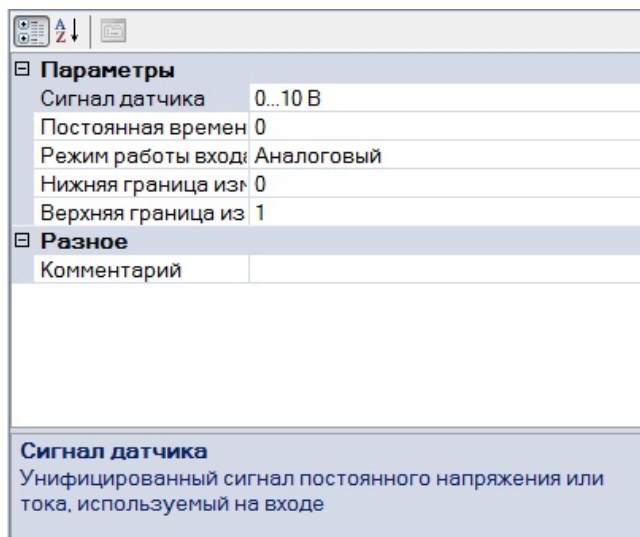 Параметры
Сигнал датчика 0...10 В
Постоянная времен 0
Режим работы входа Аналоговый
Нижняя граница изм 0
Верхняя граница из 1
Разное
Комментарий
Сигнал датчика
Унифицированный сигнал постоянного напряжения или
тока, используемый на входе